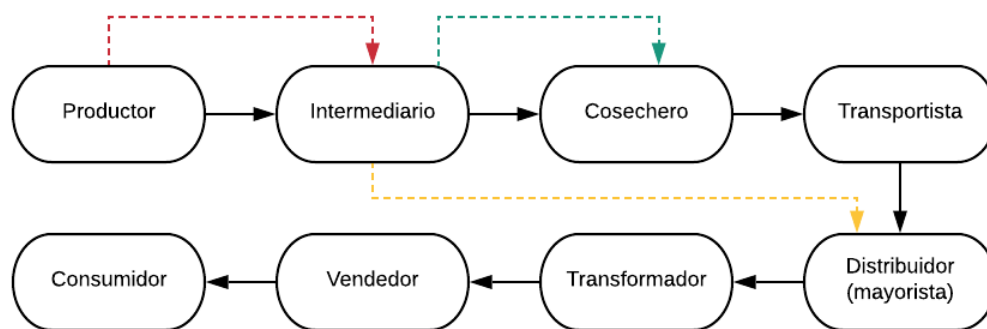 Productor
Intermediario
Cosechero
Transportista
Consumidor
Vendedor
Transformador
Distribuidor
(mayorista)